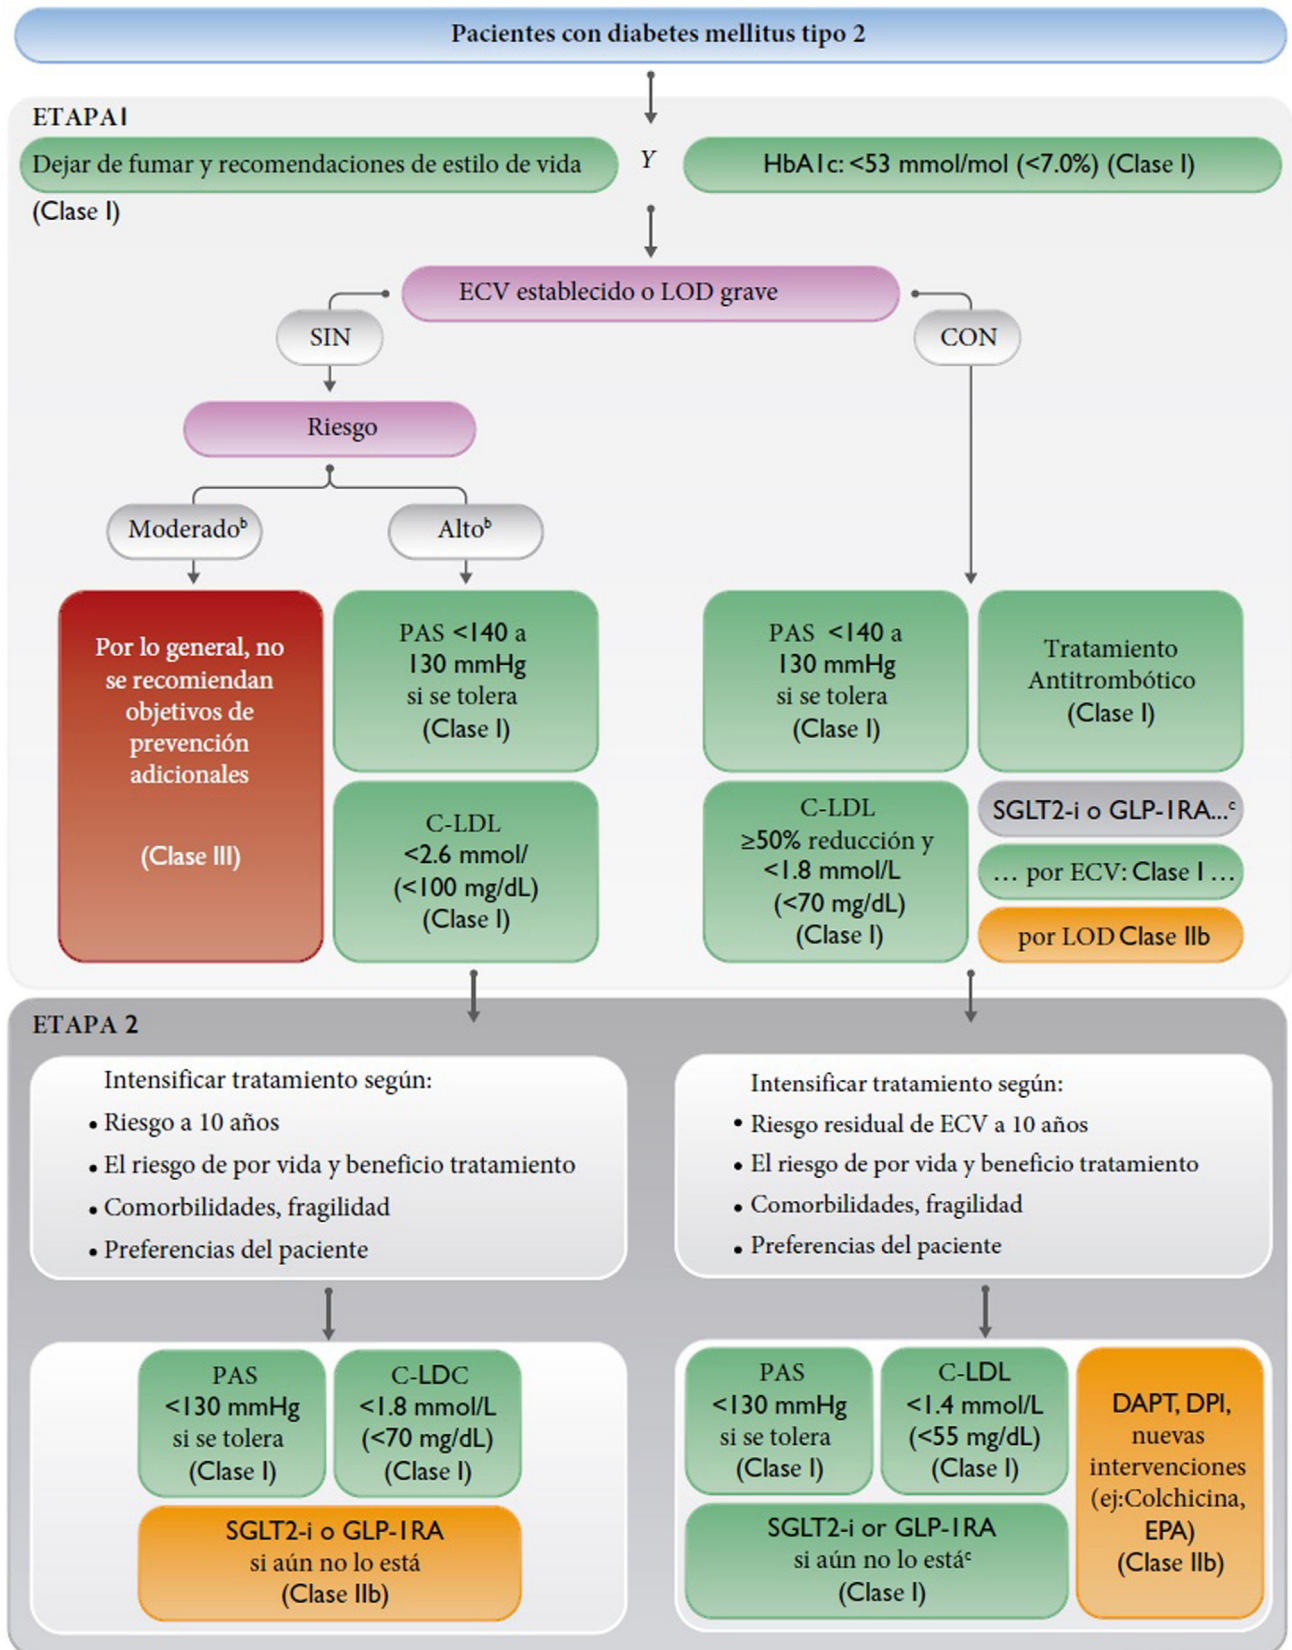 Pacientes con diabetes mellitus tipo 2
ETAPA1
Dejar de fumar y recomendaciones de estilo de vida
(Clase I)
Y
HbA1c: <53 mmol/mol (<7.0%) (Clase I)
ECV establecido o LOD grave
SIN
CON
Riesgo
Moderadoᵇ
Altoᵇ
Por lo general, no
se recomiendan
objetivos de
prevención
adicionales
(Clase III)
PAS <140 a
130 mmHg
si se tolera
(Clase I)
C-LDL
<2.6 mmol/
(<100 mg/dL)
(Clase I)
PAS <140 a
130 mmHg
si se tolera
(Clase I)
C-LDL
≥50% reducción y
<1.8 mmol/L
(<70 mg/dL)
(Clase I)
Tratamiento
Antitrombótico
(Clase I)
SGLT2-i o GLP-1RA...ᶜ
... por ECV: Clase I ...
por LOD Clase IIb
ETAPA 2
Intensificar tratamiento según:
• Riesgo a 10 años
• El riesgo de por vida y beneficio tratamiento
• Comorbilidades, fragilidad
• Preferencias del paciente
Intensificar tratamiento según:
• Riesgo residual de ECV a 10 años
• El riesgo de por vida y beneficio tratamiento
• Comorbilidades, fragilidad
• Preferencias del paciente
PAS
<130 mmHg
si se tolera
(Clase I)
C-LDC
<1.8 mmol/L
(<70 mg/dL)
(Clase I)
SGLT2-i o GLP-1RA
si aún no lo está
(Clase IIb)
PAS
<130 mmHg
si se tolera
(Clase I)
C-LDL
<1.4 mmol/L
(<55 mg/dL)
(Clase I)
SGLT2-i or GLP-1RA
si aún no lo estáᶜ
(Clase I)
DAPT, DPI,
nuevas
intervenciones
(ej:Colchicina,
EPA)
(Clase IIb)